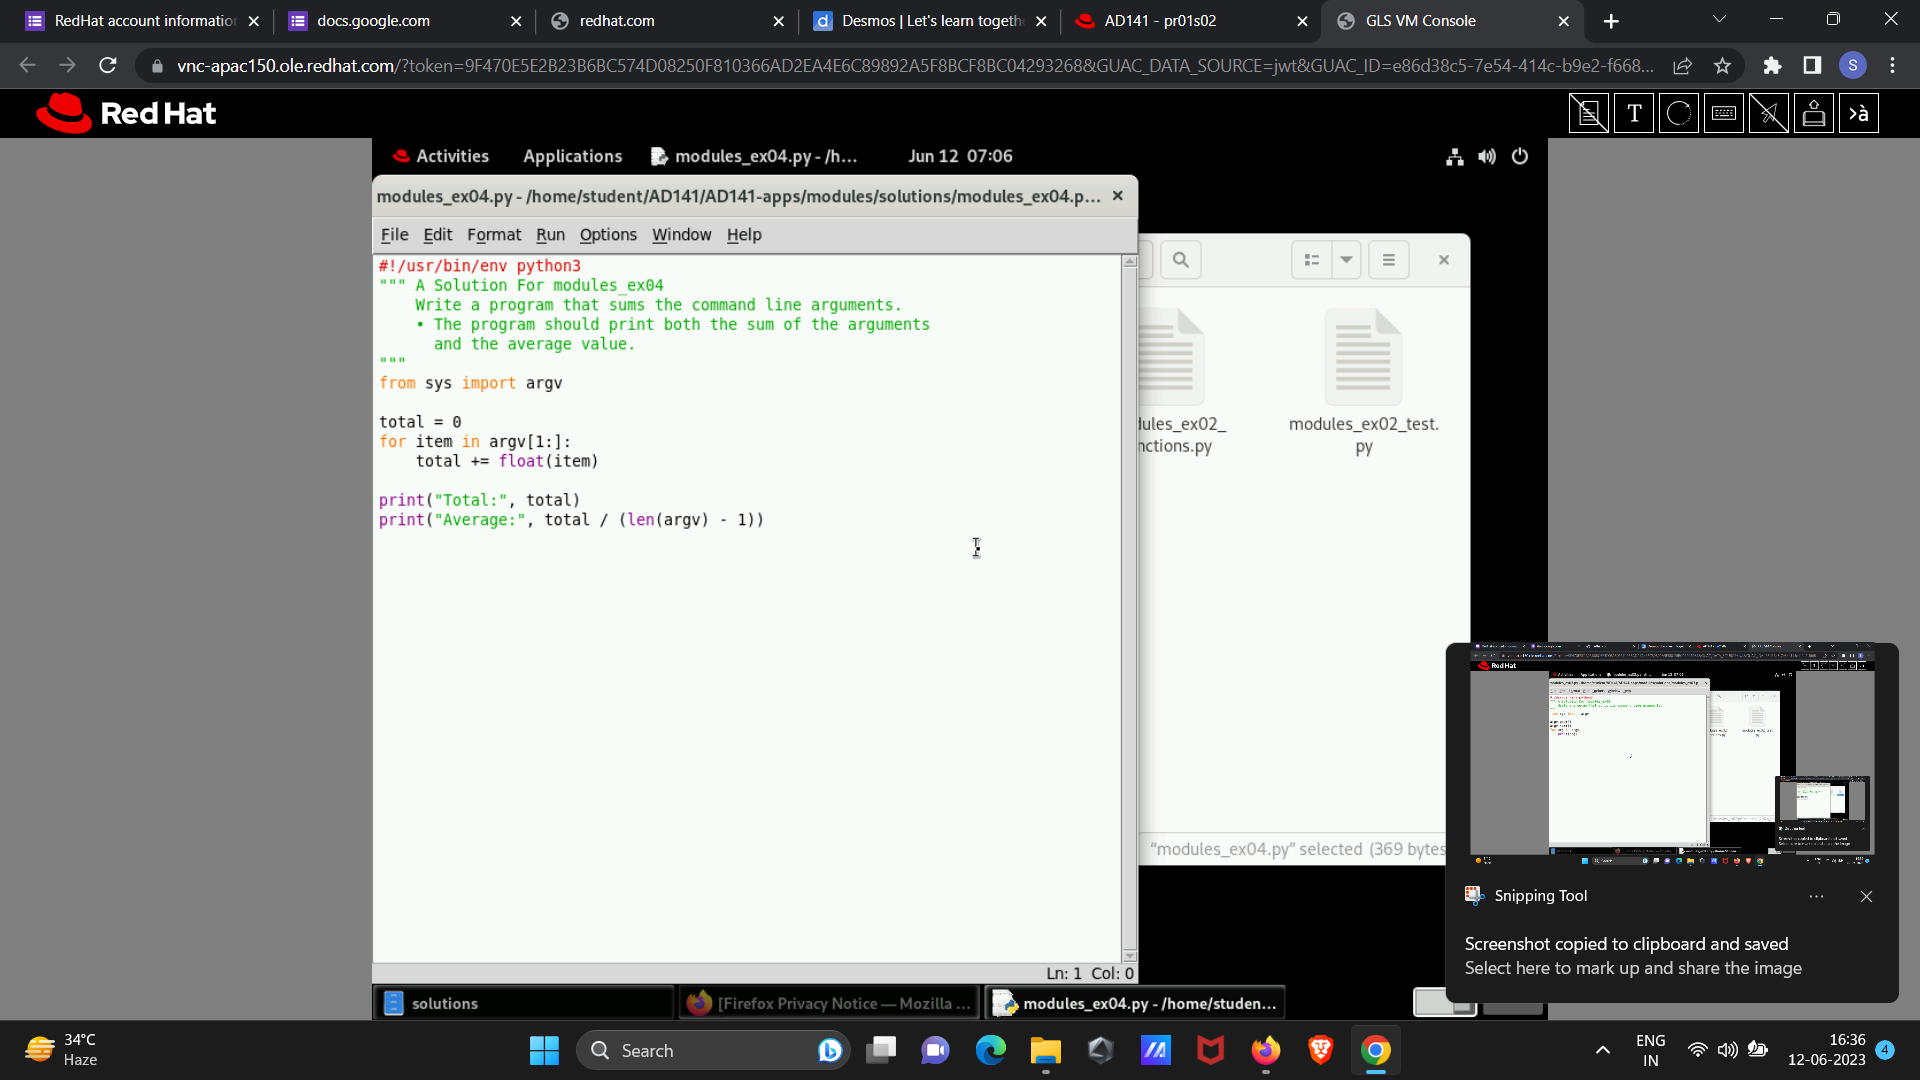 RedHat account information
docs.google.com
redhat.com
Desmos | Let's learn togeth
AD141 - pr01s02
GLS VM Console
vnc-apac150.ole.redhat.com/?token=9F470E5E2B23B6BC574D08250F810366AD2EA4E6C89892A5F8BCF8BC04293268&GUAC_DATA_SOURCE=jwt&GUAC_ID=e86d38c5-7e54-414c-b9e2-f668...
S
Red Hat
T
>à
Activities Applications modules_ex04.py - /h... Jun 12 07:06
modules_ex04.py - /home/student/AD141/AD141-apps/modules/solutions/modules_ex04.p...
File Edit Format Run Options Window Help
#!/usr/bin/env python3
""" A Solution For modules_ex04
Write a program that sums the command line arguments.
• The program should print both the sum of the arguments
and the average value.
"""
from sys import argv
total = 0
for item in argv[1:]:
total += float(item)
print("Total:", total)
print("Average:", total / (len(argv) - 1))
Ln: 1 Col: 0
dules_ex02_
nctions.py
modules_ex02_test.
py
"modules_ex04.py" selected (369 bytes
Snipping Tool
Screenshot copied to clipboard and saved
Select here to mark up and share the image
solutions
[Firefox Privacy Notice — Mozilla ...
modules_ex04.py - /home/studen...
34°C
Haze
Search
ENG
IN
16:36
12-06-2023
4